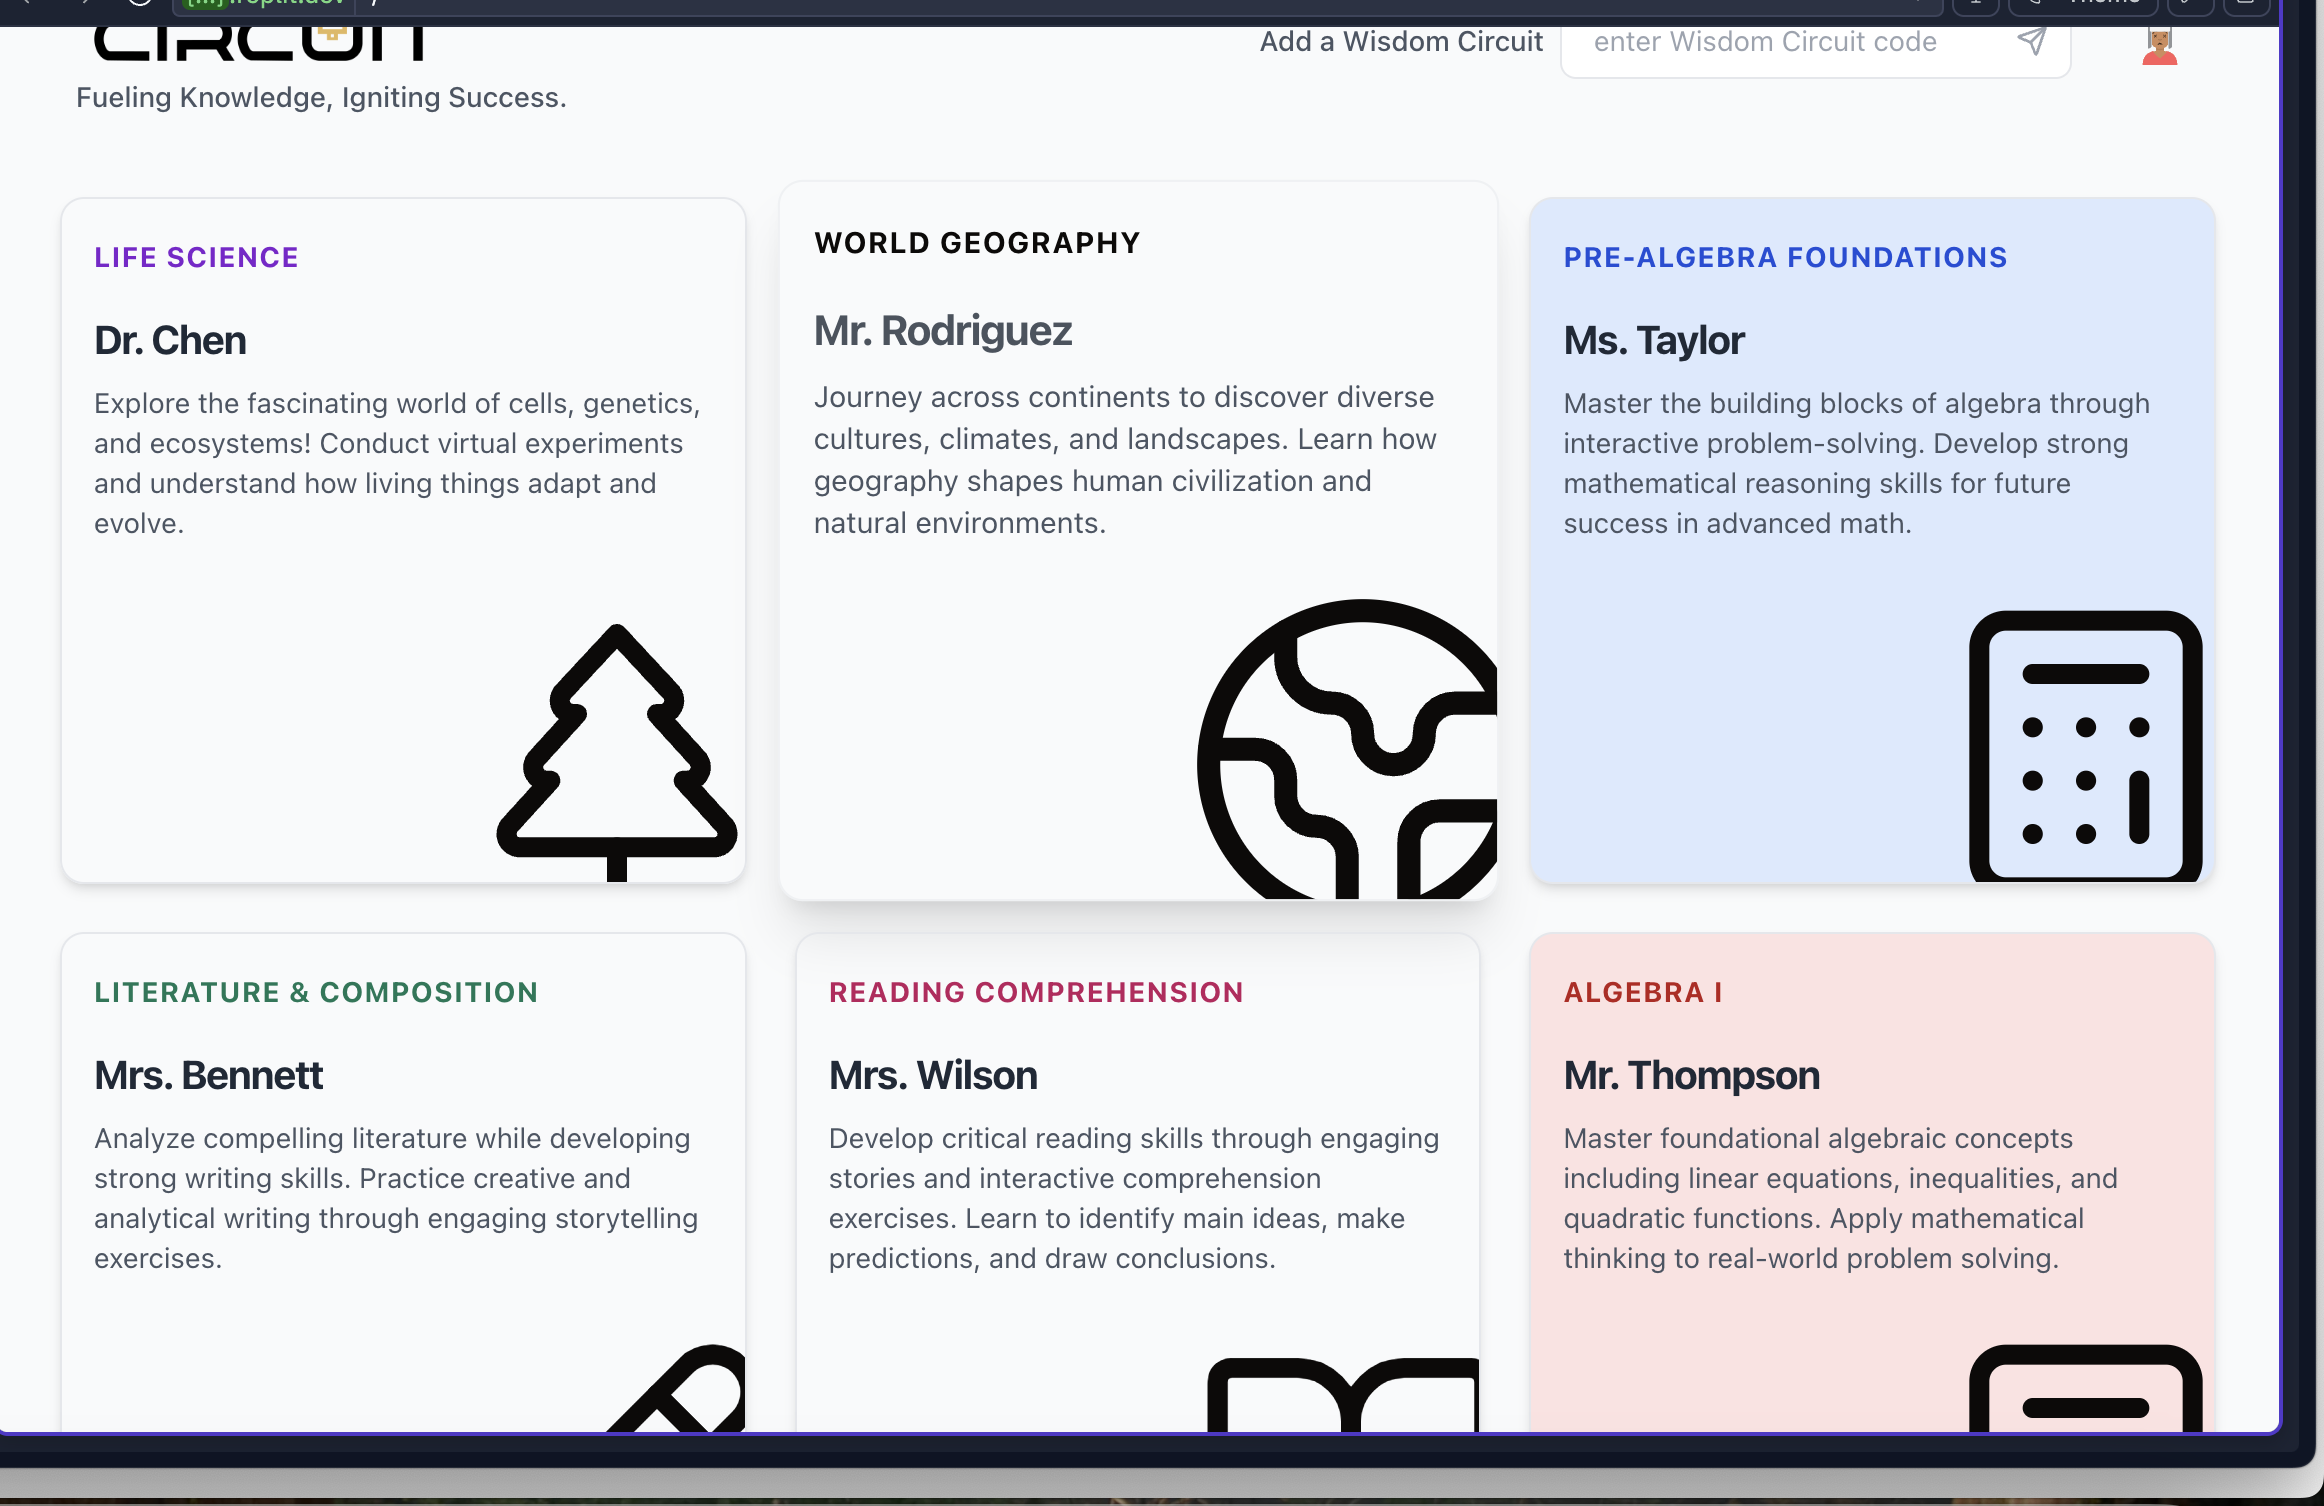 Fueling Knowledge, Igniting Success.
Add a Wisdom Circuit
enter Wisdom Circuit code
LIFE SCIENCE
Dr. Chen
Explore the fascinating world of cells, genetics,
and ecosystems! Conduct virtual experiments
and understand how living things adapt and
evolve.
WORLD GEOGRAPHY
Mr. Rodriguez
Journey across continents to discover diverse
cultures, climates, and landscapes. Learn how
geography shapes human civilization and
natural environments.
PRE-ALGEBRA FOUNDATIONS
Ms. Taylor
Master the building blocks of algebra through
interactive problem-solving. Develop strong
mathematical reasoning skills for future
success in advanced math.
LITERATURE & COMPOSITION
Mrs. Bennett
Analyze compelling literature while developing
strong writing skills. Practice creative and
analytical writing through engaging storytelling
exercises.
READING COMPREHENSION
Mrs. Wilson
Develop critical reading skills through engaging
stories and interactive comprehension
exercises. Learn to identify main ideas, make
predictions, and draw conclusions.
ALGEBRA I
Mr. Thompson
Master foundational algebraic concepts
including linear equations, inequalities, and
quadratic functions. Apply mathematical
thinking to real-world problem solving.